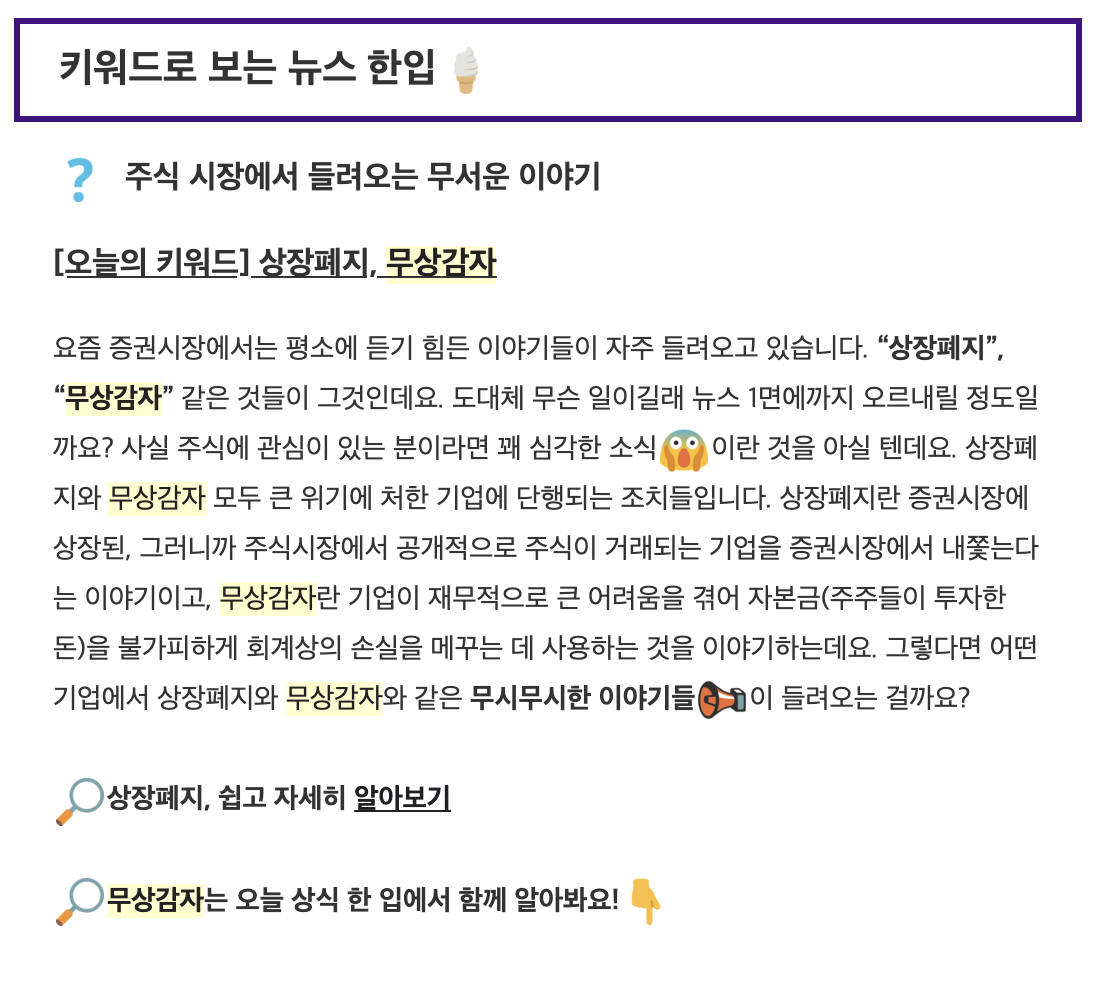 키워드로 보는 뉴스 한입
주식 시장에서 들려오는 무서운 이야기
[오늘의 키워드] 상장폐지, 무상감자
요즘 증권시장에서는 평소에 듣기 힘든 이야기들이 자주 들려오고 있습니다. “상장폐지”,
“무상감자” 같은 것들이 그것인데요. 도대체 무슨 일이길래 뉴스 1면에까지 오르내릴 정도일
까요? 사실 주식에 관심이 있는 분이라면 꽤 심각한 소식😱이란 것을 아실 텐데요. 상장폐
지와 무상감자 모두 큰 위기에 처한 기업에 단행되는 조치들입니다. 상장폐지란 증권시장에
상장된, 그러니까 주식시장에서 공개적으로 주식이 거래되는 기업을 증권시장에서 내쫓는다
는 이야기이고, 무상감자란 기업이 재무적으로 큰 어려움을 겪어 자본금(주주들이 투자한
돈)을 불가피하게 회계상의 손실을 메꾸는 데 사용하는 것을 이야기하는데요. 그렇다면 어떤
기업에서 상장폐지와 무상감자와 같은 무시무시한 이야기들📢이 들려오는 걸까요?
상장폐지, 쉽고 자세히 알아보기
무상감자는 오늘 상식 한 입에서 함께 알아봐요!